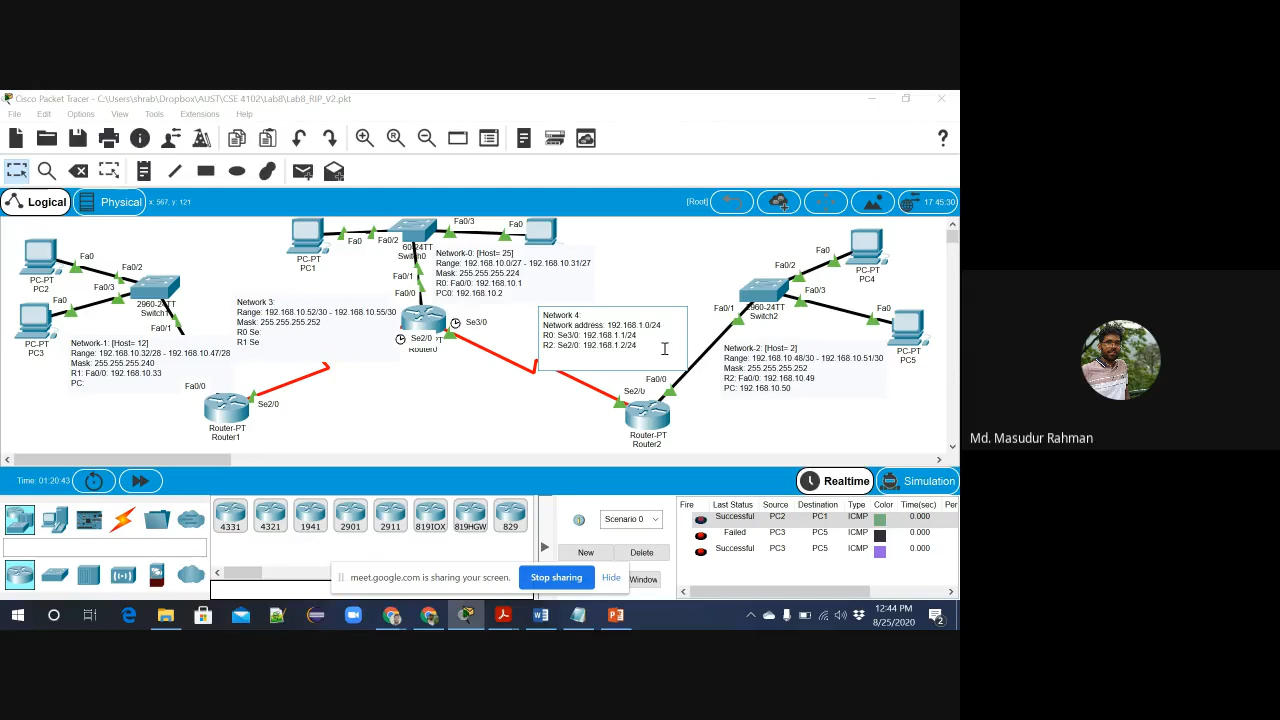 Cisco Packet Tracer - C:\Users\shrab\Dropbox\AUST\CSE 4102\Lab8\Lab8_RIP_V2.pkt
File Edit Options View Tools Extensions Help
?
Logical Physical x: 567, y: 121 [Root] 17:45:30
Fa0
Fa0/2
PC-PT
PC2
Fa0
Fa0/3
PC-PT
PC3
2960-24TT
Switch1
Fa0/1
Network-1: [Host= 12]
Range: 192.168.10.32/28 - 192.168.10.47/28
Mask: 255.255.255.240
R1: Fa0/0: 192.168.10.33
PC:
Fa0/0
Se2/0
Router-PT
Router1
Network 3:
Range: 192.168.10.52/30 - 192.168.10.55/30
Mask: 255.255.255.252
R0 Se:
R1 Se
PC-PT
PC1
Fa0
Fa0/2
Fa0/3
Fa0
60-24TT
Switch0
Fa0/1
Fa0/0
Network-0: [Host= 25]
Range: 192.168.10.0/27 - 192.168.10.31/27
Mask: 255.255.255.224
R0: Fa0/0: 192.168.10.1
PC0: 192.168.10.2
Se3/0
Se2/0
Router0
Network 4:
Network address: 192.168.1.0/24
R0: Se3/0: 192.168.1.1/24
R2: Se2/0: 192.168.1.2/24
Se2/0
Fa0/0
Router-PT
Router2
Fa0
Fa0/2
PC-PT
PC4
Fa0/3
Fa0
2960-24TT
Switch2
Fa0/1
PC-PT
PC5
Network-2: [Host= 2]
Range: 192.168.10.48/30 - 192.168.10.51/30
Mask: 255.255.255.252
R2: Fa0/0: 192.168.10.49
PC: 192.168.10.50
Time: 01:20:43 Realtime Simulation
4331 4321 1941 2901 2911 819IOX 819HGW 829
Scenario 0
New Delete
Window
Fire Last Status Source Destination Type Color Time(sec) Per
Successful PC2 PC1 ICMP 0.000
Failed PC3 PC5 ICMP 0.000
Successful PC3 PC5 ICMP 0.000
meet.google.com is sharing your screen. Stop sharing Hide
12:44 PM
8/25/2020
2
Md. Masudur Rahman